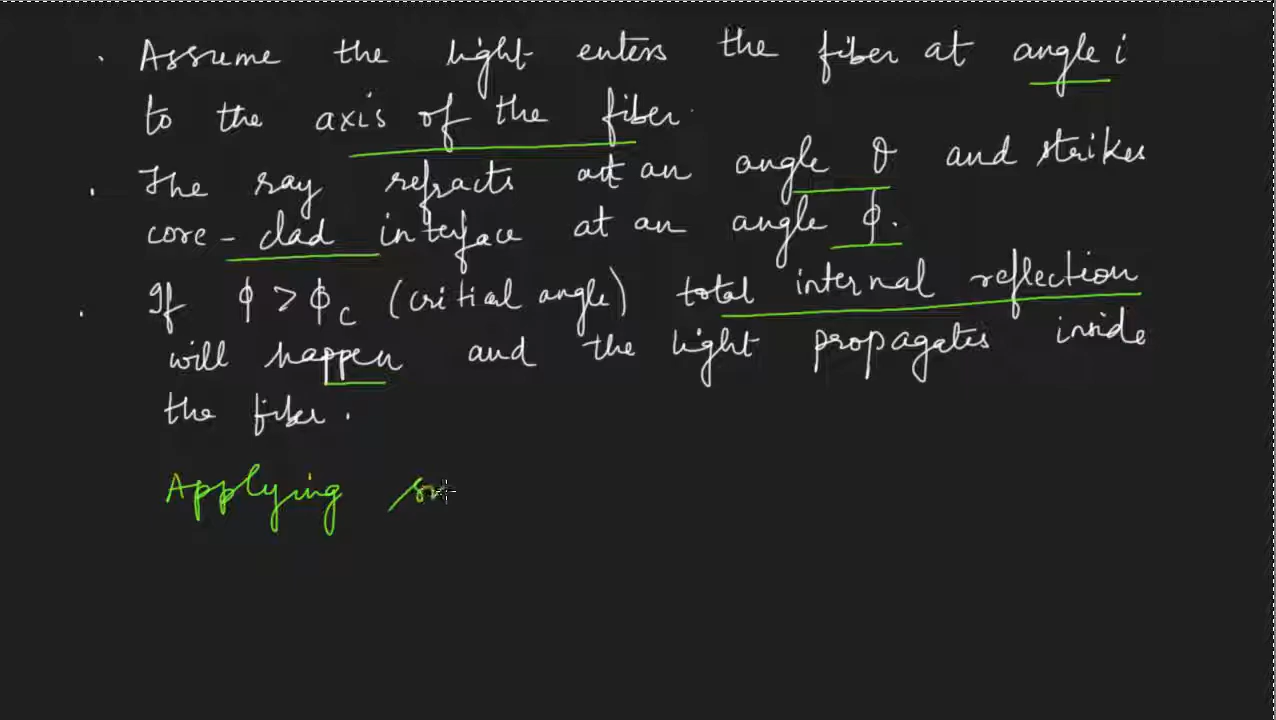 . Assume the light enters the fiber at angle i
to the axis of the fiber.
. The ray refracts at an angle θ and strikes
core - clad interface at an angle ϕ.
. If ϕ > ϕc (critial angle) total internal reflection
will happen and the light propagates inside
the fiber.
Applying